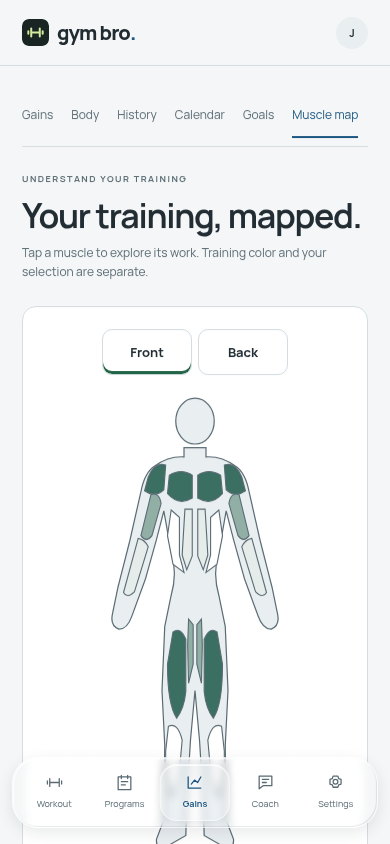 gym bro.
J
Gains Body History Calendar Goals Muscle map
UNDERSTAND YOUR TRAINING
Your training, mapped.
Tap a muscle to explore its work. Training color and your
selection are separate.
Front Back
Workout Programs Gains Coach Settings